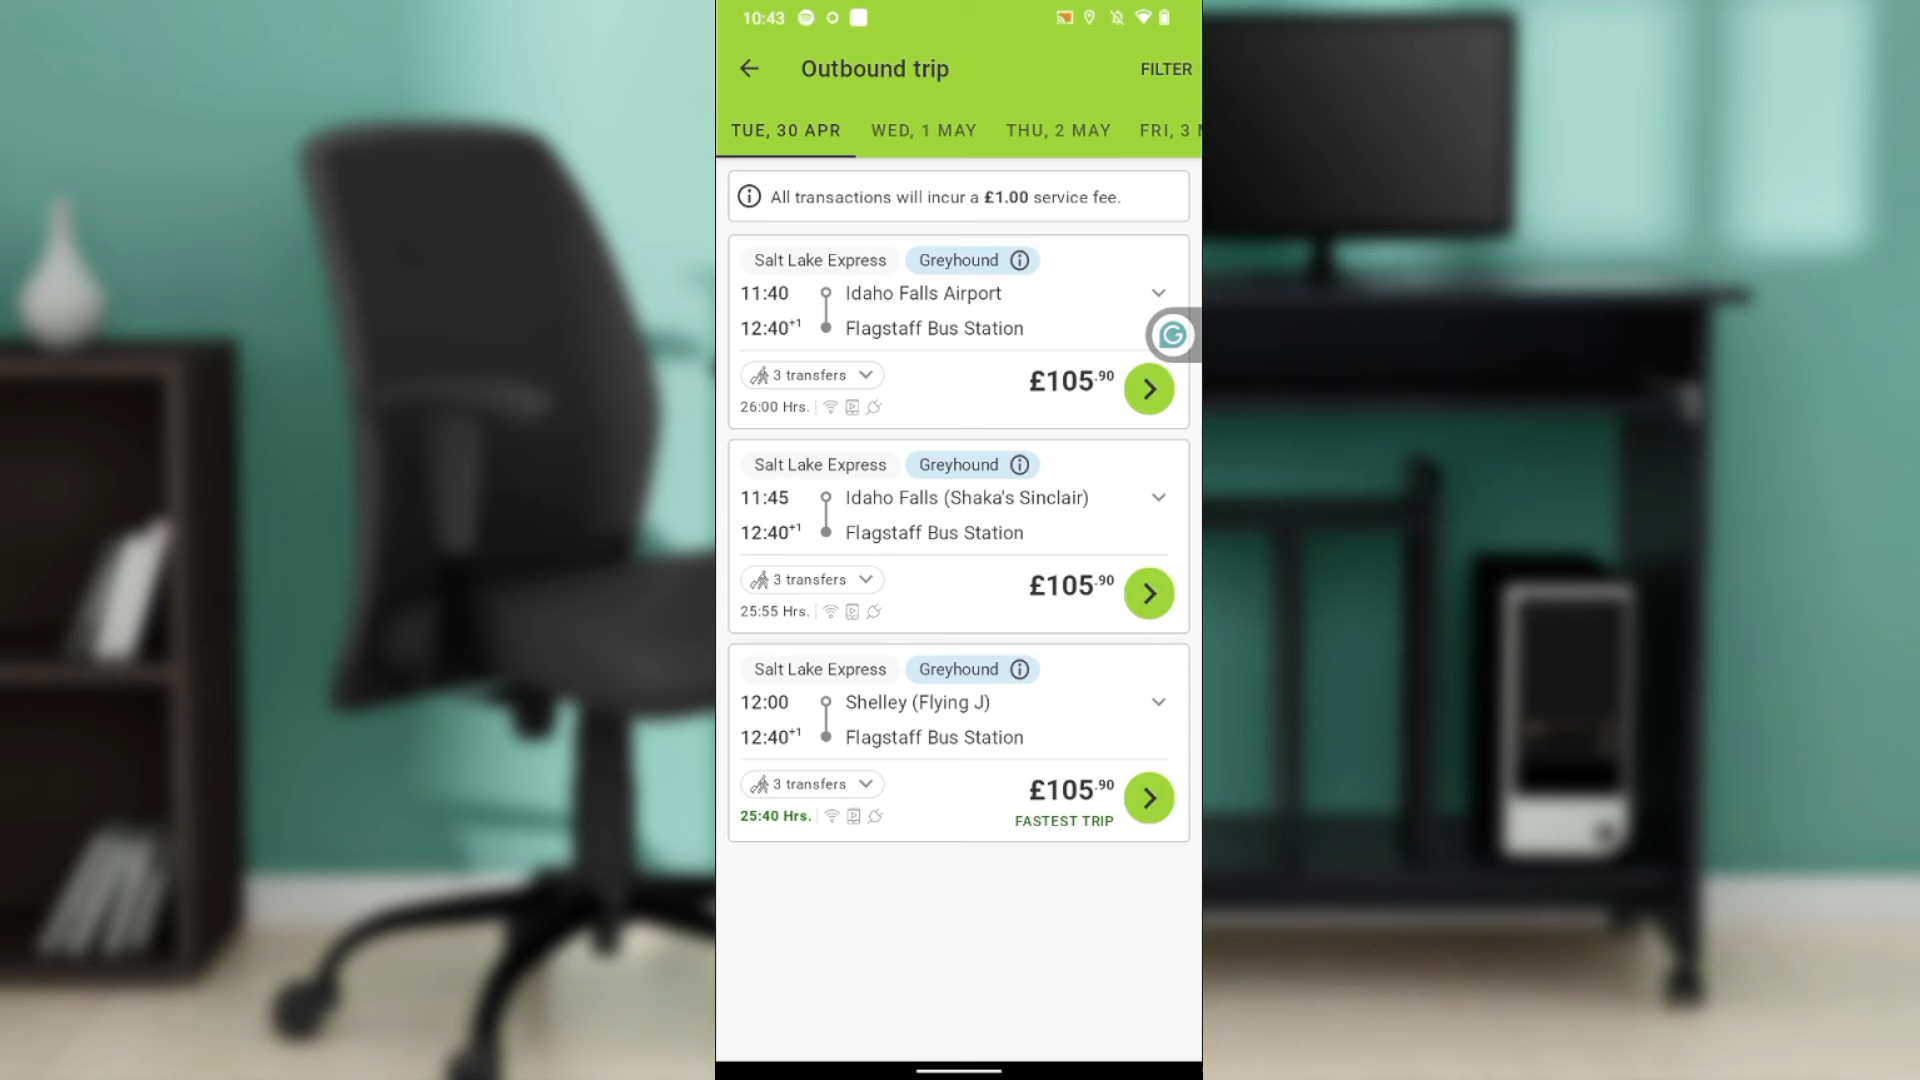 10:43
Outbound trip
FILTER
TUE, 30 APR
WED, 1 MAY
THU, 2 MAY
FRI, 3
All transactions will incur a £1.00 service fee.
Salt Lake Express
Greyhound
11:40
Idaho Falls Airport
12:40+1
Flagstaff Bus Station
3 transfers
£105.90
26:00 Hrs.
Salt Lake Express
Greyhound
11:45
Idaho Falls (Shaka's Sinclair)
12:40+1
Flagstaff Bus Station
3 transfers
£105.90
25:55 Hrs.
Salt Lake Express
Greyhound
12:00
Shelley (Flying J)
12:40+1
Flagstaff Bus Station
3 transfers
£105.90
25:40 Hrs.
FASTEST TRIP